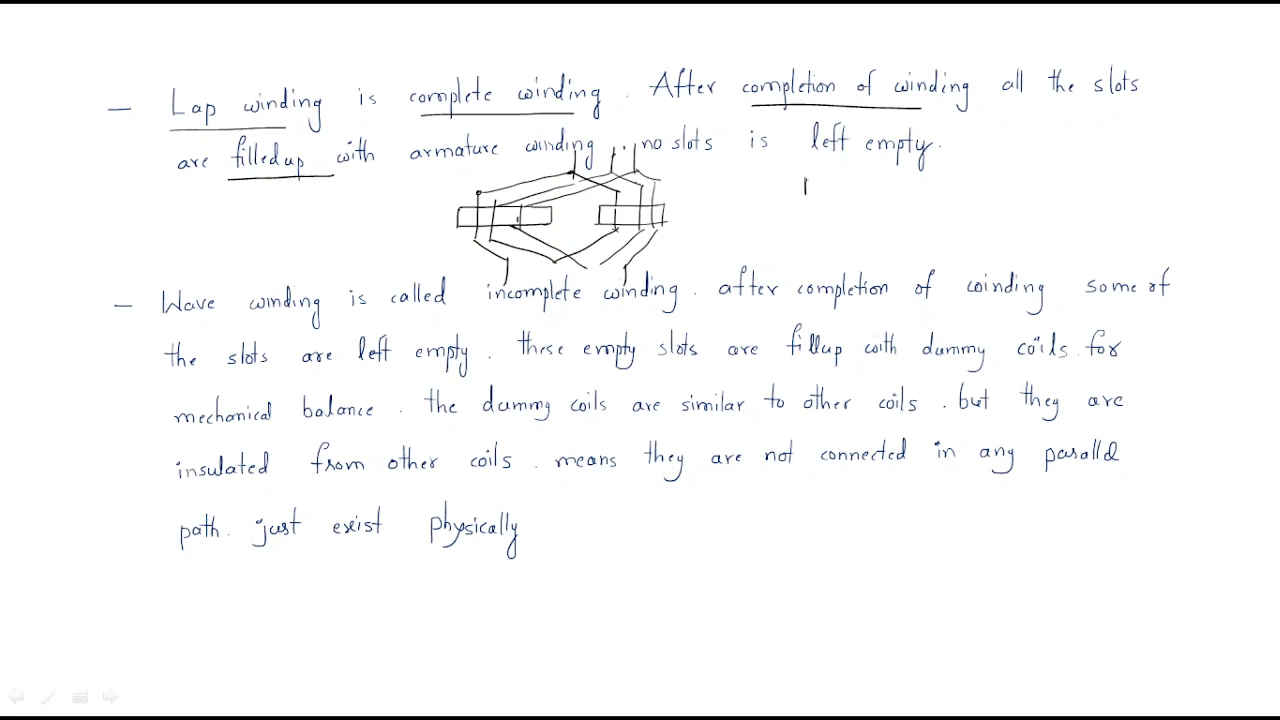 – Lap winding is complete winding. After completion of winding all the slots
are filledup with armature winding. no slots is left empty.
– Wave winding is called incomplete winding. after completion of winding some of
the slots are left empty. these empty slots are fillup with dummy coils. for
mechanical balance. the dummy coils are similar to other coils. but they are
insulated from other coils. means they are not connected in any parallel
path. just exist physically